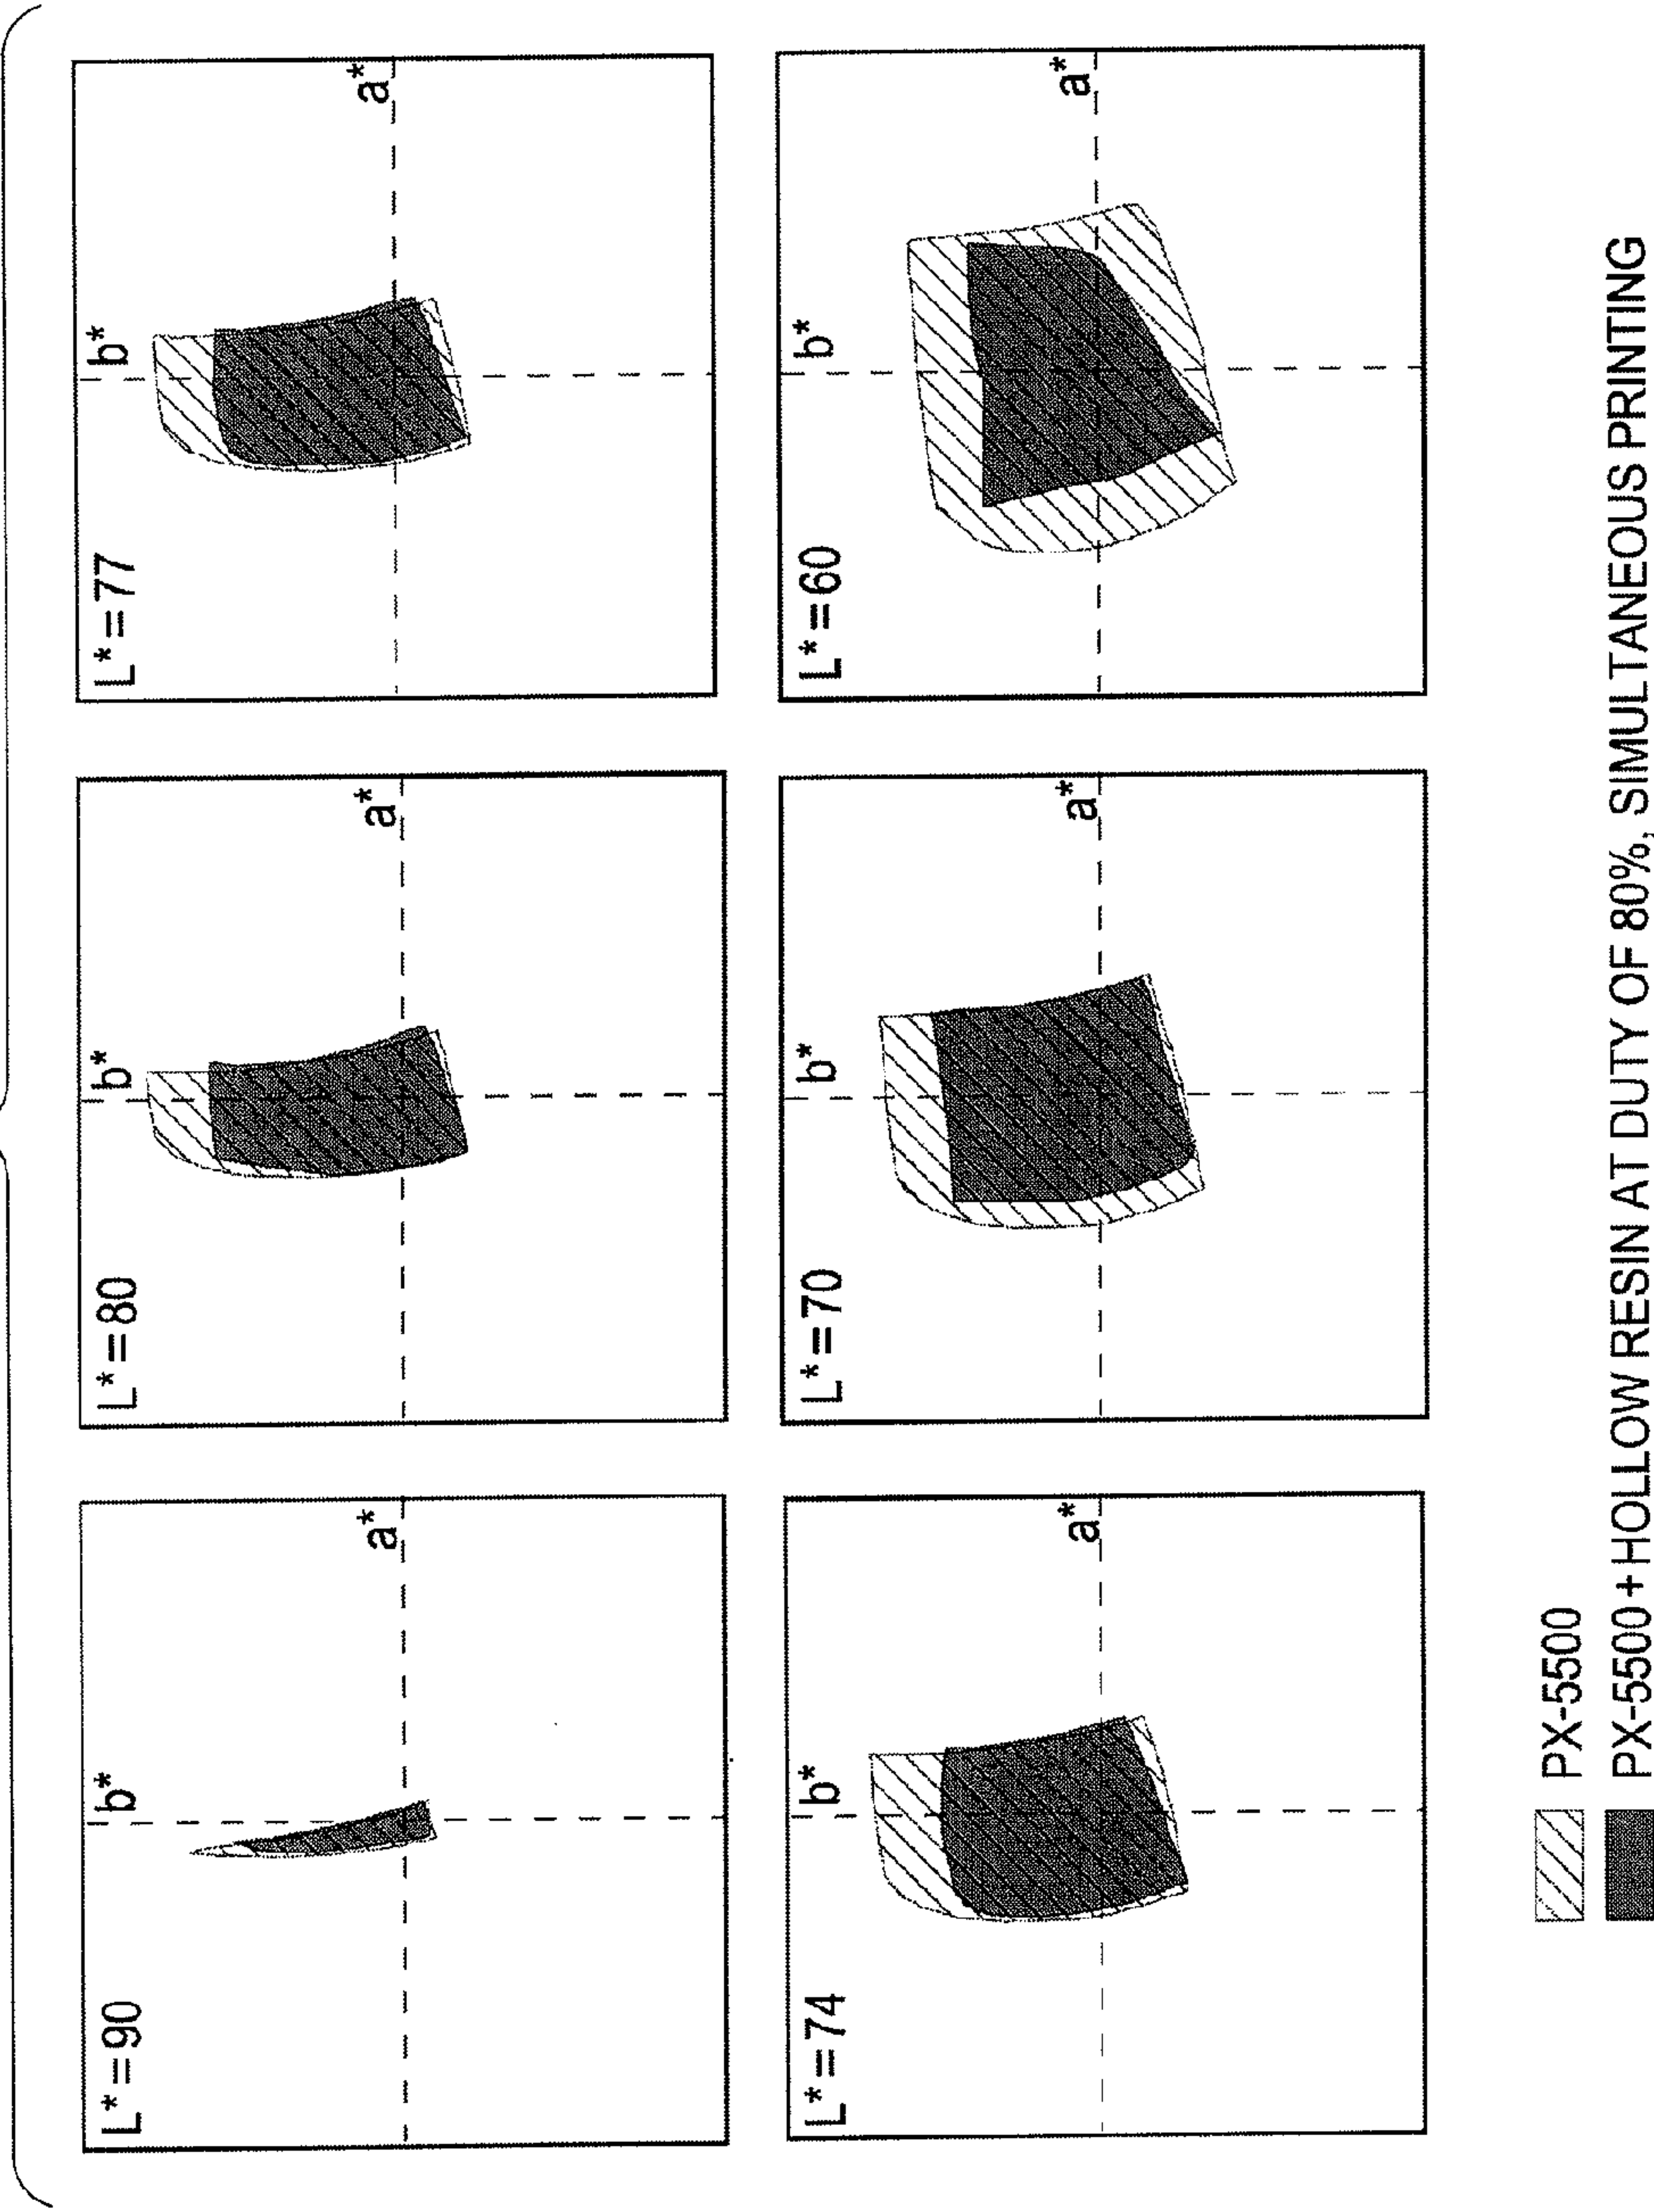 L*=90
b*
a*
L*=80
b*
a*
L*=77
b*
a*
L*=74
b*
a*
L*=70
b*
a*
L*=60
b*
a*
PX-5500
PX-5500+HOLLOW RESIN AT DUTY OF 80%, SIMULTANEOUS PRINTING